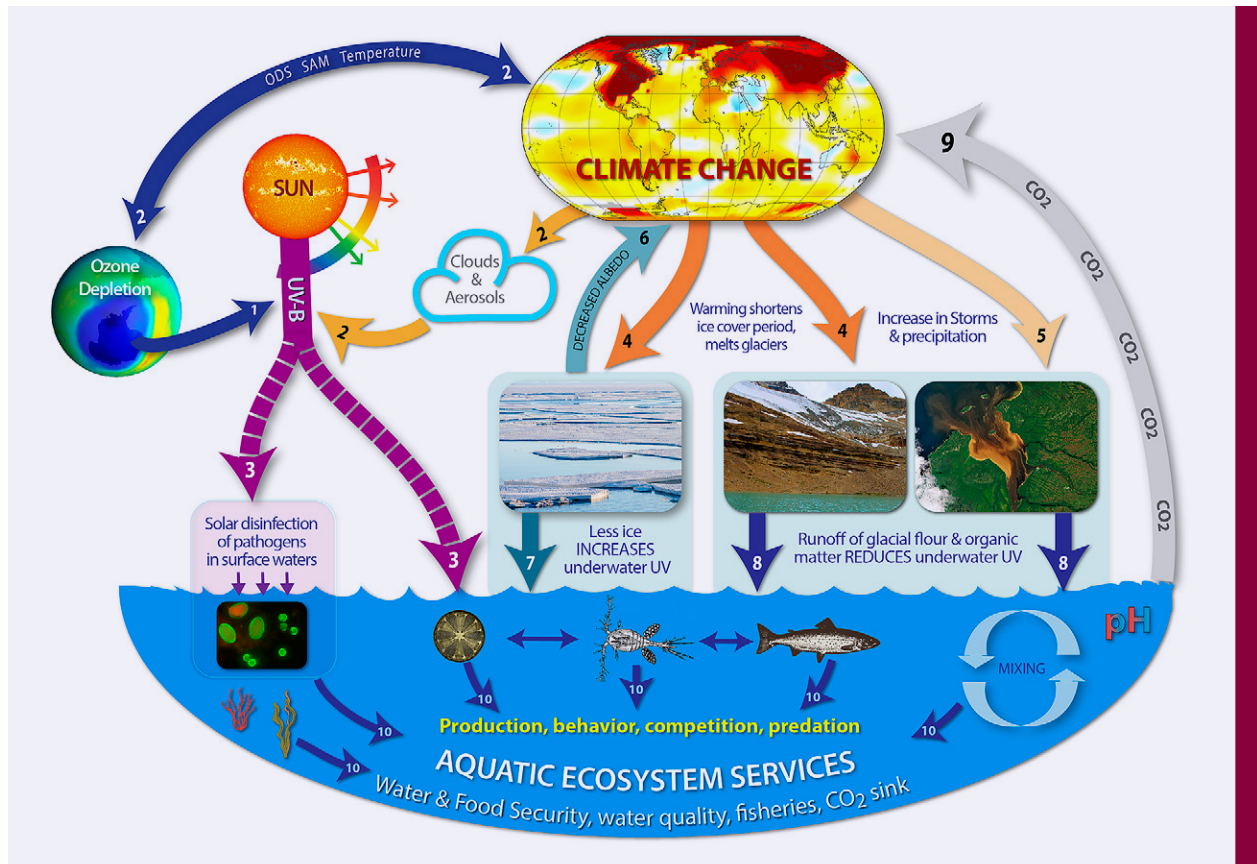 ODS SAM Temperature
2
2
CLIMATE CHANGE
9
SUN
UV-B
Ozone
Depletion
1
2
Clouds
& 
Aerosols
2
DECREASED ALBEDO
6
4
Warming shortens
ice cover period,
melts glaciers
4
Increase in Storms
& precipitation
5
CO2
CO2
CO2
CO2
CO2
CO2
3
3
Solar disinfection
of pathogens
in surface waters
7
Less ice
INCREASES
underwater UV
8
Runoff of glacial flour & organic
matter REDUCES underwater UV
8
pH
MIXING
10
10
10
10
10
10
Production, behavior, competition, predation
AQUATIC ECOSYSTEM SERVICES
Water & Food Security, water quality, fisheries, CO2 sink